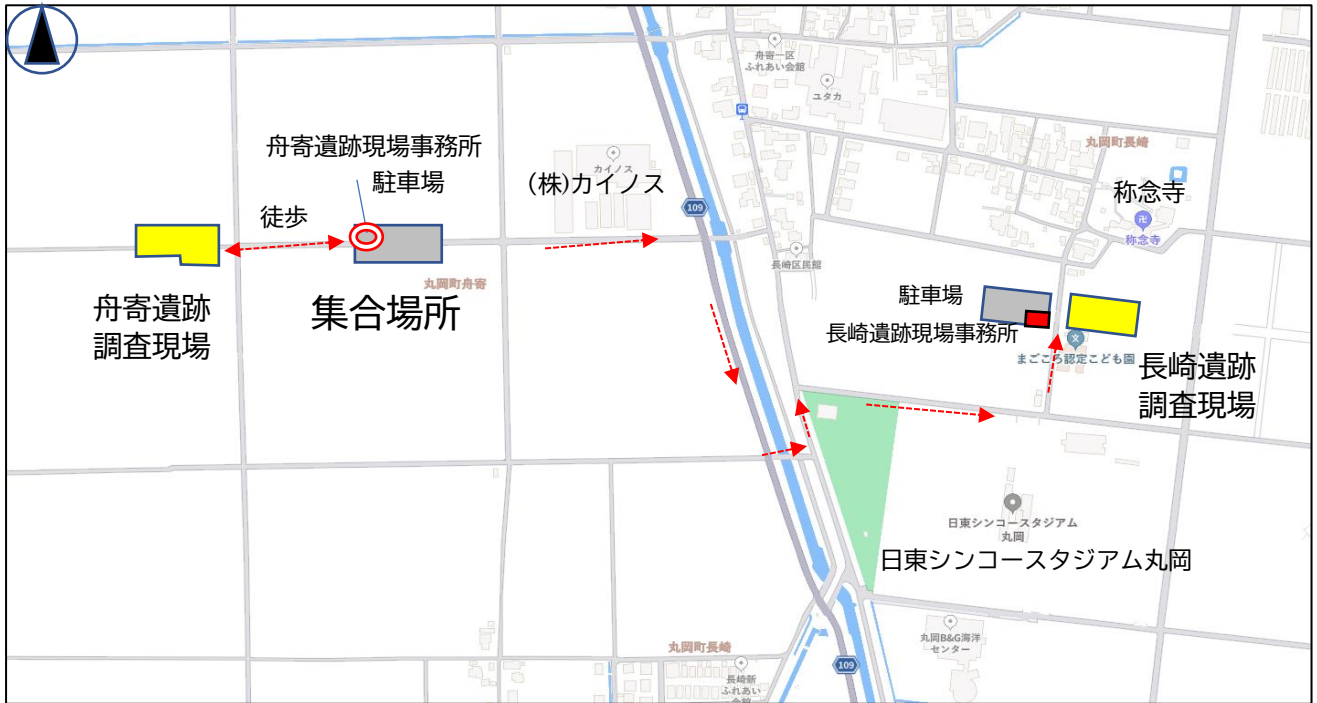 舟寄一区
ふれあい会館
ユタカ
舟寄遺跡現場事務所
駐車場
カイノス
(株)カイノス
徒歩
109
丸岡町長崎
称念寺
称念寺
長崎区民館
丸岡町舟寄
集合場所
舟寄遺跡
調査現場
駐車場
長崎遺跡現場事務所
まごころ認定こども園
長崎遺跡
調査現場
日東シンコースタジアム
丸岡
日東シンコースタジアム丸岡
丸岡B&G海洋
センター
丸岡町長崎
長崎新
ふれあい
会館
109